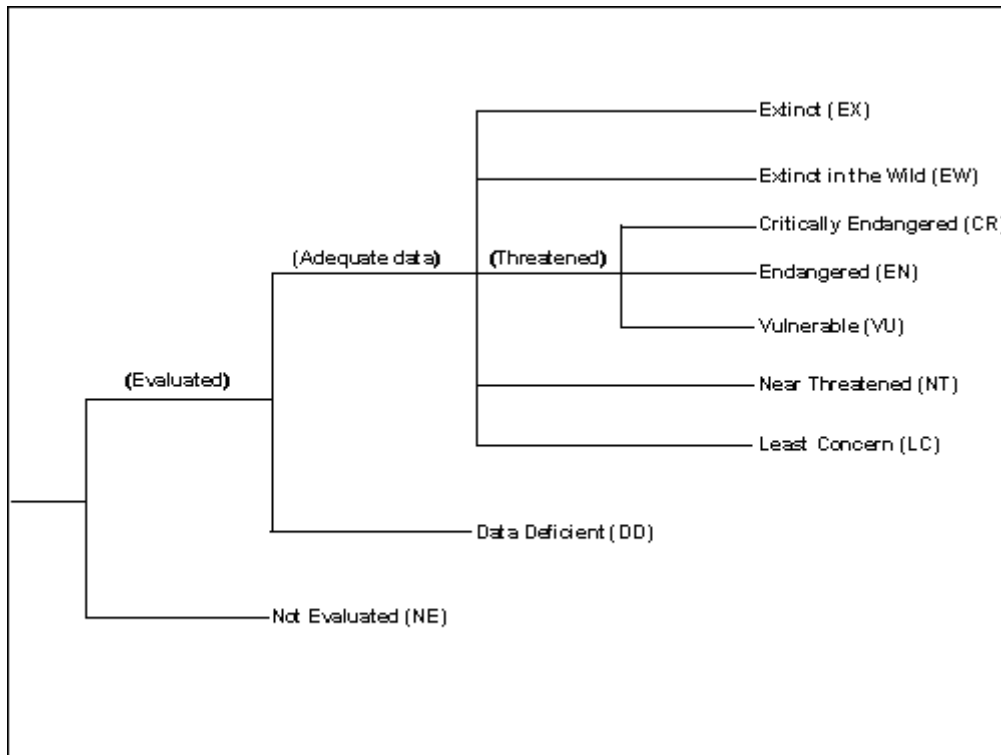 Extinct (EX)
Extinct in the Wild (EW)
Critically Endangered (CR)
(Adequate data)
(Threatened)
Endangered (EN)
Vulnerable (VU)
(Evaluated)
Near Threatened (NT)
Least Concern (LC)
Data Deficient (DD)
Not Evaluated (NE)